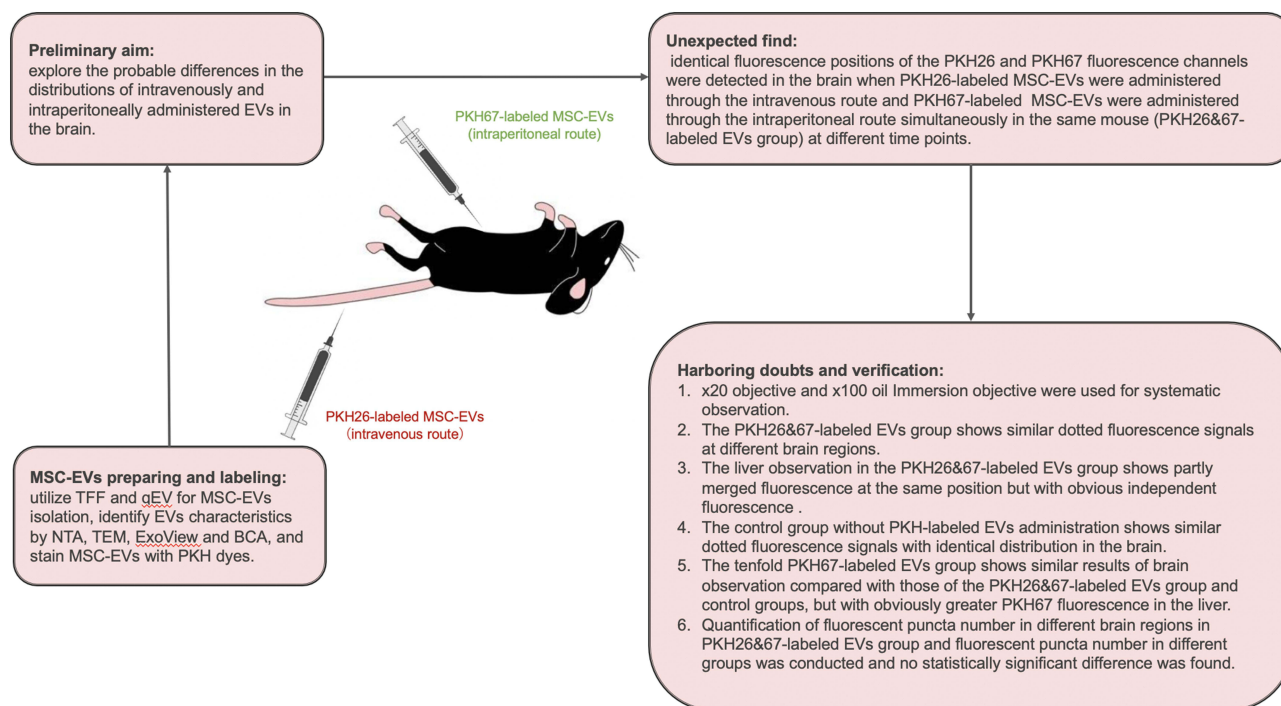 Preliminary aim:
explore the probable differences in the
distributions of intravenously and
intraperitoneally administered EVs in
the brain.
Unexpected find:
identical fluorescence positions of the PKH26 and PKH67 fluorescence channels
were detected in the brain when PKH26-labeled MSC-EVs were administered
through the intravenous route and PKH67-labeled MSC-EVs were administered
through the intraperitoneal route simultaneously in the same mouse (PKH26&67-
labeled EVs group) at different time points.
PKH67-labeled MSC-EVs
(intraperitoneal route)
PKH26-labeled MSC-EVs
（intravenous route）
MSC-EVs preparing and labeling:
utilize TFF and qEV for MSC-EVs
isolation, identify EVs characteristics
by NTA, TEM, ExoView and BCA, and
stain MSC-EVs with PKH dyes.
Harboring doubts and verification:
1. x20 objective and x100 oil Immersion objective were used for systematic
observation.
2. The PKH26&67-labeled EVs group shows similar dotted fluorescence signals
at different brain regions.
3. The liver observation in the PKH26&67-labeled EVs group shows partly
merged fluorescence at the same position but with obvious independent
fluorescence .
4. The control group without PKH-labeled EVs administration shows similar
dotted fluorescence signals with identical distribution in the brain.
5. The tenfold PKH67-labeled EVs group shows similar results of brain
observation compared with those of the PKH26&67-labeled EVs group and
control groups, but with obviously greater PKH67 fluorescence in the liver.
6. Quantification of fluorescent puncta number in different brain regions in
PKH26&67-labeled EVs group and fluorescent puncta number in different
groups was conducted and no statistically significant difference was found.